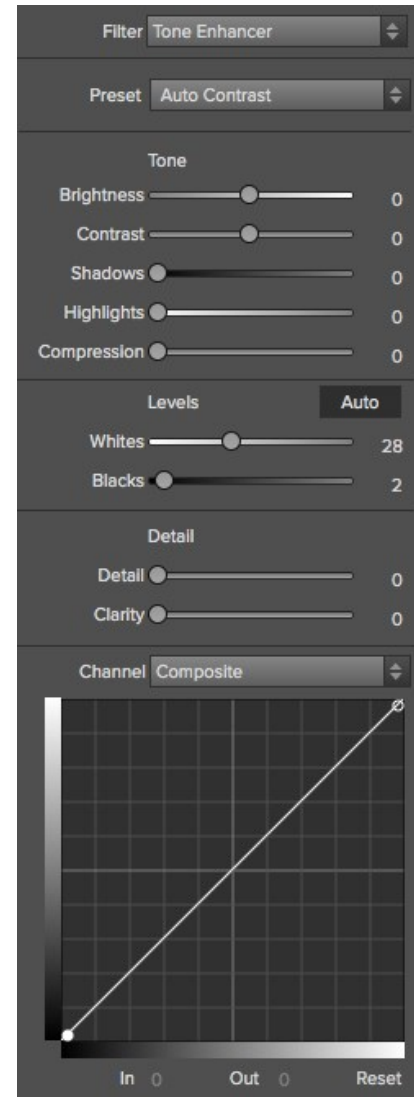 Filter Tone Enhancer
Preset Auto Contrast
Tone
Brightness 0
Contrast 0
Shadows 0
Highlights 0
Compression 0
Levels Auto
Whites 28
Blacks 2
Detail
Detail 0
Clarity 0
Channel Composite
In 0 Out 0 Reset